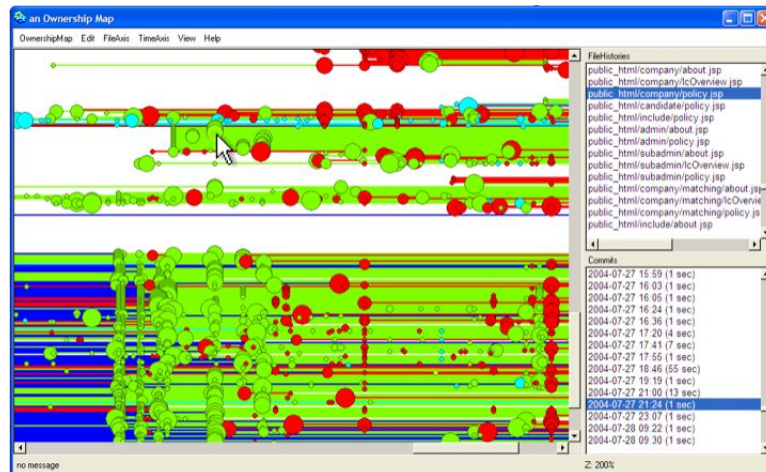 an Ownership Map
OwnershipMap Edit FileAxis TimeAxis View Help
FileHistories
public_html/company/about.jsp
public_html/company/lcOverview.jsp
public_html/company/policy.jsp
public_html/candidate/policy.jsp
public_html/include/policy.jsp
public_html/admin/about.jsp
public_html/admin/policy.jsp
public_html/subadmin/about.jsp
public_html/subadmin/lcOverview.jsp
public_html/subadmin/policy.jsp
public_html/company/matching/about.jsp
public_html/company/matching/lcOvervie
public_html/company/matching/policy.js
public_html/include/about.jsp
Commits
2004-07-27 15:59 (1 sec)
2004-07-27 16:03 (1 sec)
2004-07-27 16:05 (1 sec)
2004-07-27 16:24 (1 sec)
2004-07-27 16:36 (1 sec)
2004-07-27 17:20 (4 sec)
2004-07-27 17:41 (7 sec)
2004-07-27 17:55 (1 sec)
2004-07-27 18:46 (55 sec)
2004-07-27 19:19 (1 sec)
2004-07-27 21:00 (13 sec)
2004-07-27 21:24 (1 sec)
2004-07-27 23:07 (1 sec)
2004-07-28 09:22 (1 sec)
2004-07-28 09:30 (1 sec)
no message
Z: 200%